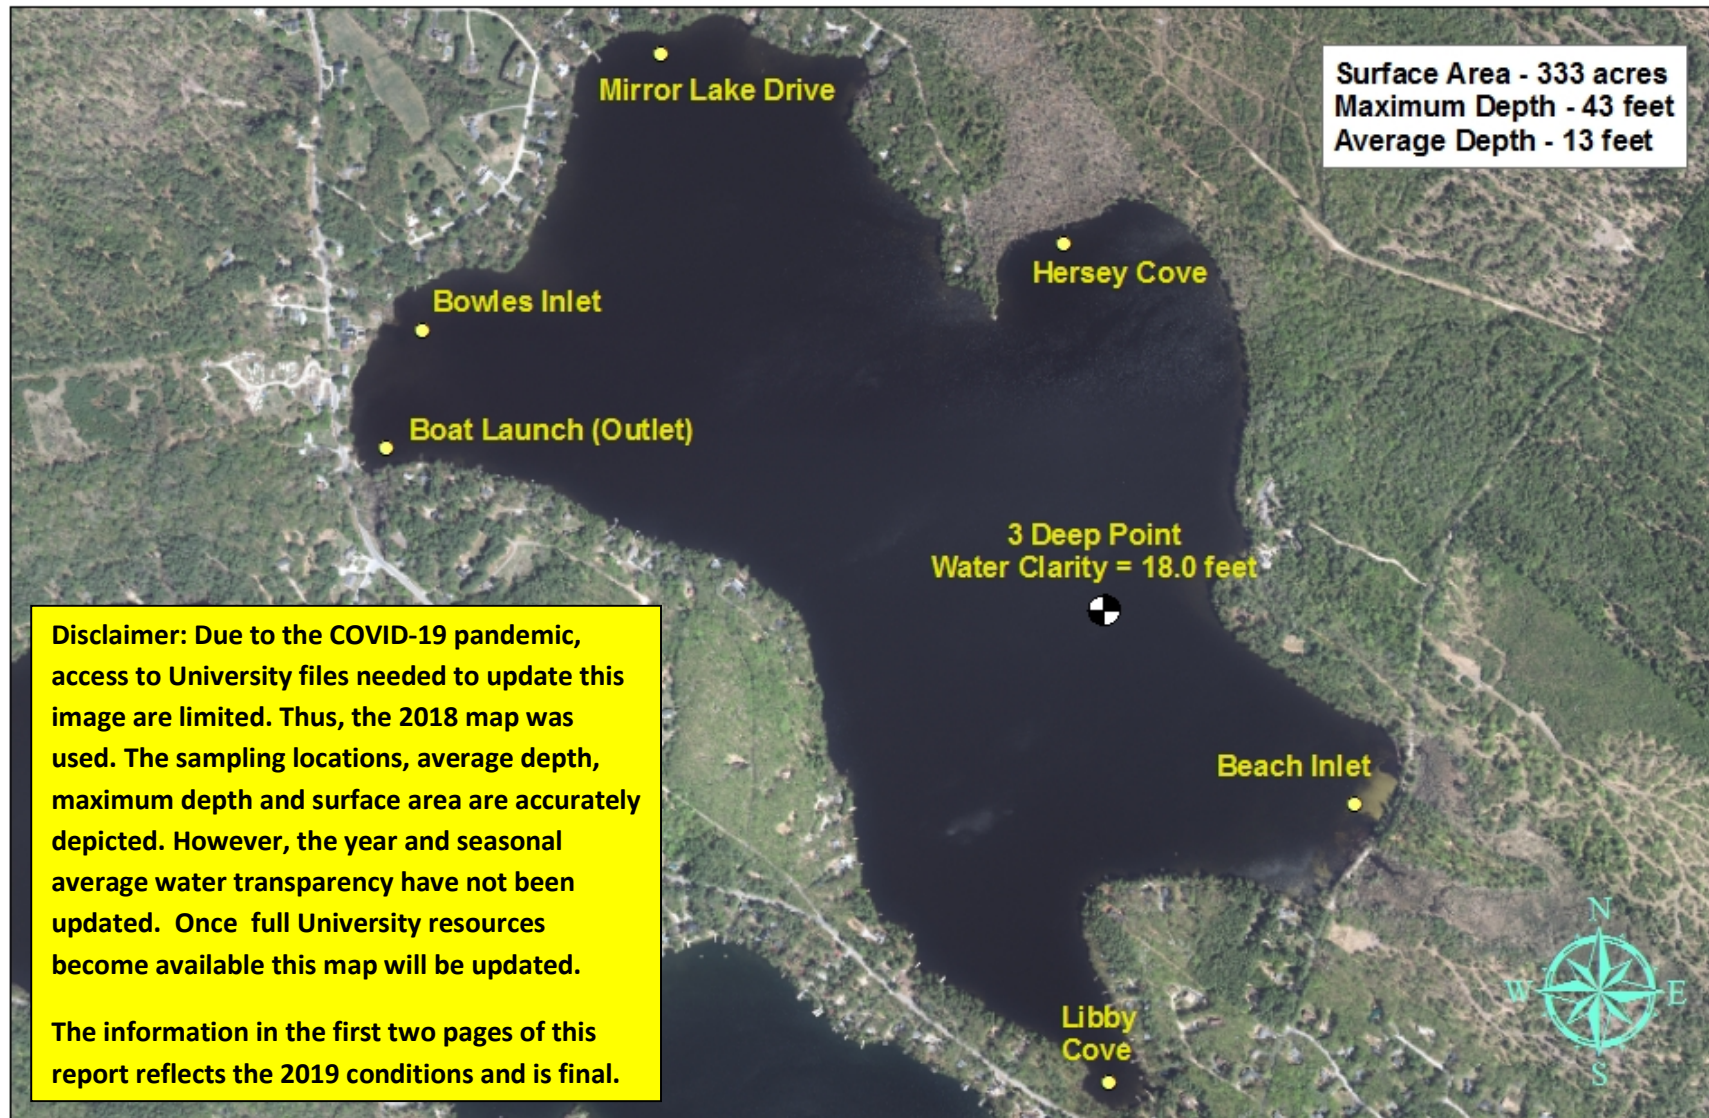 Mirror Lake Drive
Surface Area - 333 acres
Maximum Depth - 43 feet
Average Depth - 13 feet
Hersey Cove
Bowles Inlet
Boat Launch (Outlet)
3 Deep Point
Water Clarity = 18.0 feet
Disclaimer: Due to the COVID-19 pandemic,
access to University files needed to update this
image are limited. Thus, the 2018 map was
used. The sampling locations, average depth,
maximum depth and surface area are accurately
depicted. However, the year and seasonal
average water transparency have not been
updated.  Once  full University resources
become available this map will be updated.
The information in the first two pages of this
report reflects the 2019 conditions and is final.
Beach Inlet
Libby
Cove
N
W
E
S